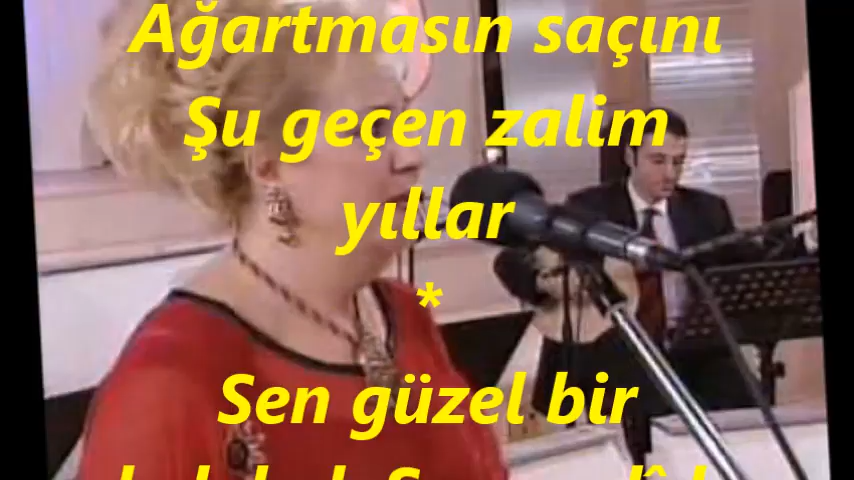 Ağartmasın saçını
Şu geçen zalim
yıllar
*
Sen güzel bir